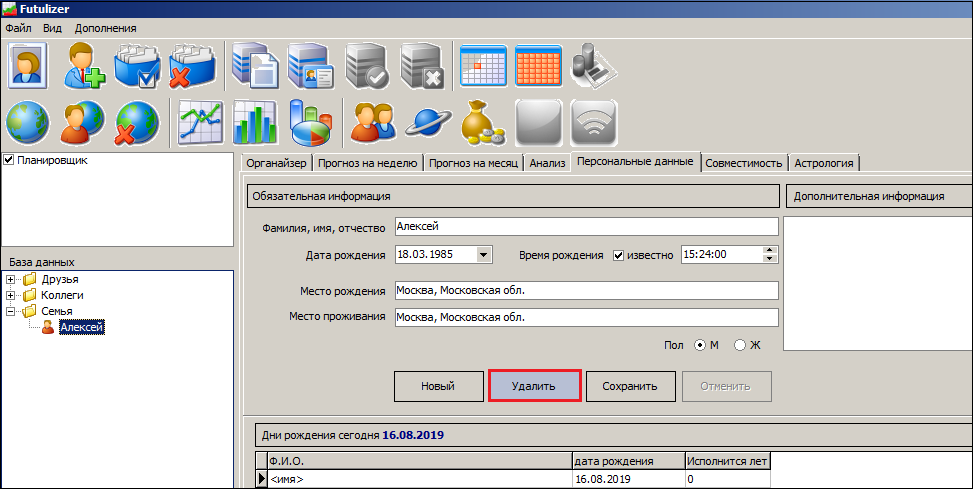 Futulizer
Файл Вид Дополнения
Планировщик
Органайзер Прогноз на неделю Прогноз на месяц Анализ Персональные данные Совместимость Астрология
Обязательная информация Дополнительная информация
Фамилия, имя, отчество Алексей
Дата рождения 18.03.1985 Время рождения известно 15:24:00
База данных
Друзья
Коллеги
Семья
Алексей
Место рождения Москва, Московская обл.
Место проживания Москва, Московская обл.
Пол М Ж
Новый Удалить Сохранить Отменить
Дни рождения сегодня 16.08.2019
Ф.И.О. дата рождения Исполнится лет
<имя> 16.08.2019 0